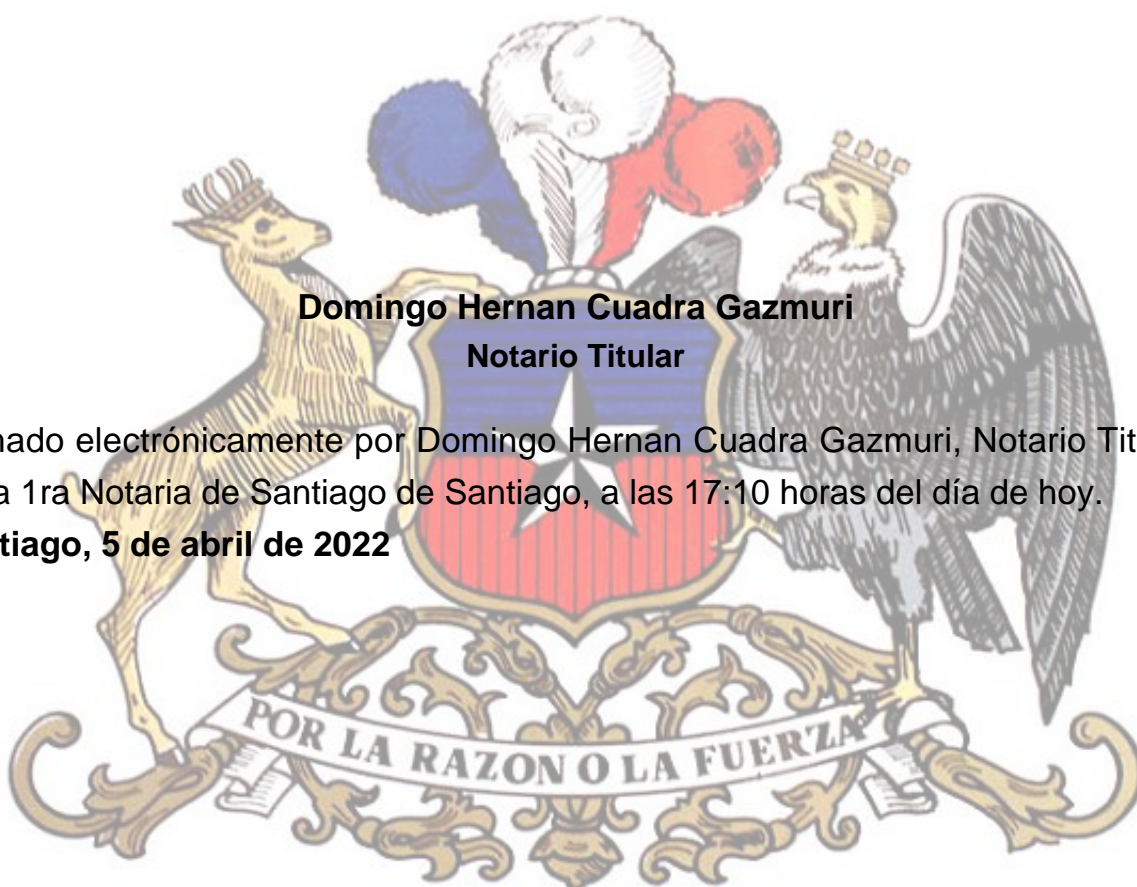 Domingo Hernan Cuadra Gazmuri
Notario Titular
nado electrónicamente por Domingo Hernan Cuadra Gazmuri, Notario Tit
a 1ra Notaria de Santiago de Santiago, a las 17:10 horas del día de hoy.
tiago, 5 de abril de 2022
POR LA RAZON O LA FUERZA